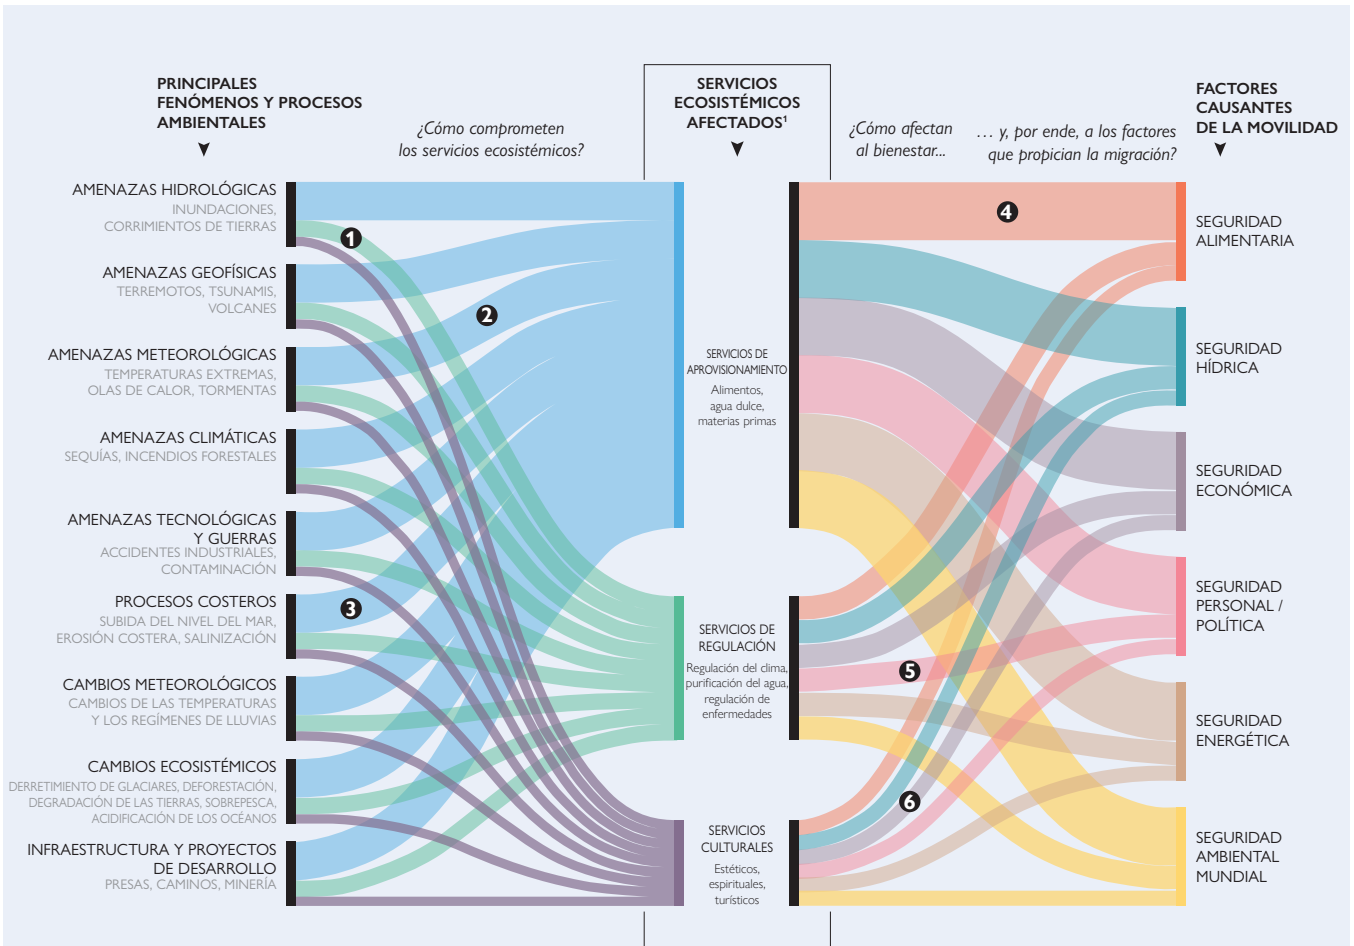 PRINCIPALES
FENÓMENOS Y PROCESOS
AMBIENTALES
¿Cómo comprometen
los servicios ecosistémicos?
SERVICIOS
ECOSISTÉMICOS
AFECTADOS¹
¿Cómo afectan
al bienestar...
… y, por ende, a los factores
que propician la migración?
FACTORES
CAUSANTES
DE LA MOVILIDAD
AMENAZAS HIDROLÓGICAS
INUNDACIONES,
CORRIMIENTOS DE TIERRAS
AMENAZAS GEOFÍSICAS
TERREMOTOS, TSUNAMIS,
VOLCANES
AMENAZAS METEOROLÓGICAS
TEMPERATURAS EXTREMAS,
OLAS DE CALOR, TORMENTAS
AMENAZAS CLIMÁTICAS
SEQUÍAS, INCENDIOS FORESTALES
AMENAZAS TECNOLÓGICAS
Y GUERRAS
ACCIDENTES INDUSTRIALES,
CONTAMINACIÓN
PROCESOS COSTEROS
SUBIDA DEL NIVEL DEL MAR,
EROSIÓN COSTERA, SALINIZACIÓN
CAMBIOS METEOROLÓGICOS
CAMBIOS DE LAS TEMPERATURAS
Y LOS REGÍMENES DE LLUVIAS
CAMBIOS ECOSISTÉMICOS
DERRETIMIENTO DE GLACIARES, DEFORESTACIÓN,
DEGRADACIÓN DE LAS TIERRAS, SOBREPESCA,
ACIDIFICACIÓN DE LOS OCÉANOS
INFRAESTRUCTURA Y PROYECTOS
DE DESARROLLO
PRESAS, CAMINOS, MINERÍA
1
2
3
SERVICIOS DE
APROVISIONAMIENTO
Alimentos,
agua dulce,
materias primas
SERVICIOS DE
REGULACIÓN
Regulación del clima,
purificación del agua,
regulación de
enfermedades
SERVICIOS
CULTURALES
Estéticos,
espirituales,
turísticos
4
5
6
SEGURIDAD
ALIMENTARIA
SEGURIDAD
HÍDRICA
SEGURIDAD
ECONÓMICA
SEGURIDAD
PERSONAL /
POLÍTICA
SEGURIDAD
ENERGÉTICA
SEGURIDAD
AMBIENTAL
MUNDIAL